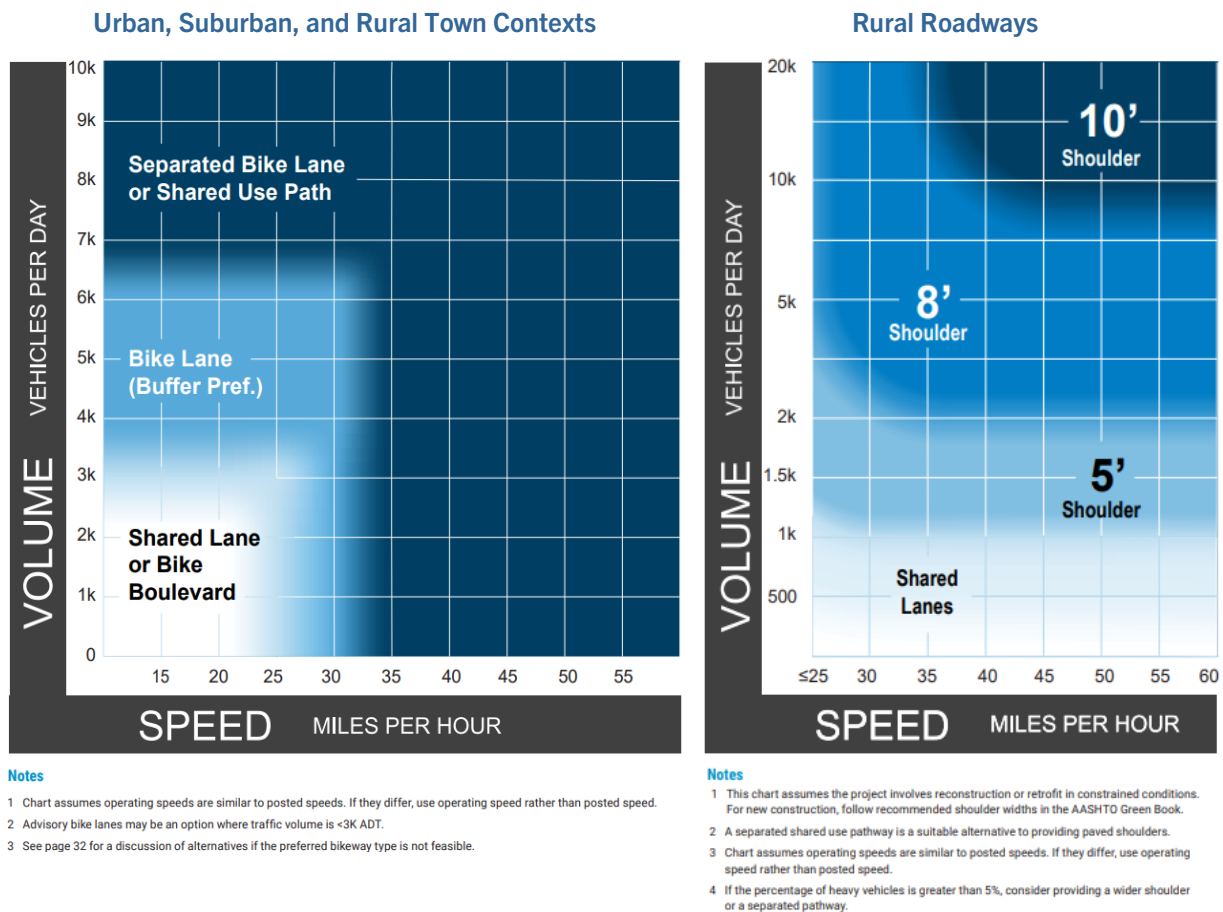 Urban, Suburban, and Rural Town Contexts
10k
9k
8k
7k
6k
5k
4k
3k
2k
1k
0
VOLUME VEHICLES PER DAY
Separated Bike Lane
or Shared Use Path
Bike Lane
(Buffer Pref.)
Shared Lane
or Bike
Boulevard
15 20 25 30 35 40 45 50 55
SPEED MILES PER HOUR
Notes
1 Chart assumes operating speeds are similar to posted speeds. If they differ, use operating speed rather than posted speed.
2 Advisory bike lanes may be an option where traffic volume is <3K ADT.
3 See page 32 for a discussion of alternatives if the preferred bikeway type is not feasible.
Rural Roadways
20k
10k
5k
2k
1.5k
1k
500
VOLUME VEHICLES PER DAY
10’
Shoulder
8’
Shoulder
5’
Shoulder
Shared
Lanes
≤25 30 35 40 45 50 55 60
SPEED MILES PER HOUR
Notes
1 This chart assumes the project involves reconstruction or retrofit in constrained conditions.
For new construction, follow recommended shoulder widths in the AASHTO Green Book.
2 A separated shared use pathway is a suitable alternative to providing paved shoulders.
3 Chart assumes operating speeds are similar to posted speeds. If they differ, use operating
speed rather than posted speed.
4 If the percentage of heavy vehicles is greater than 5%, consider providing a wider shoulder
or a separated pathway.